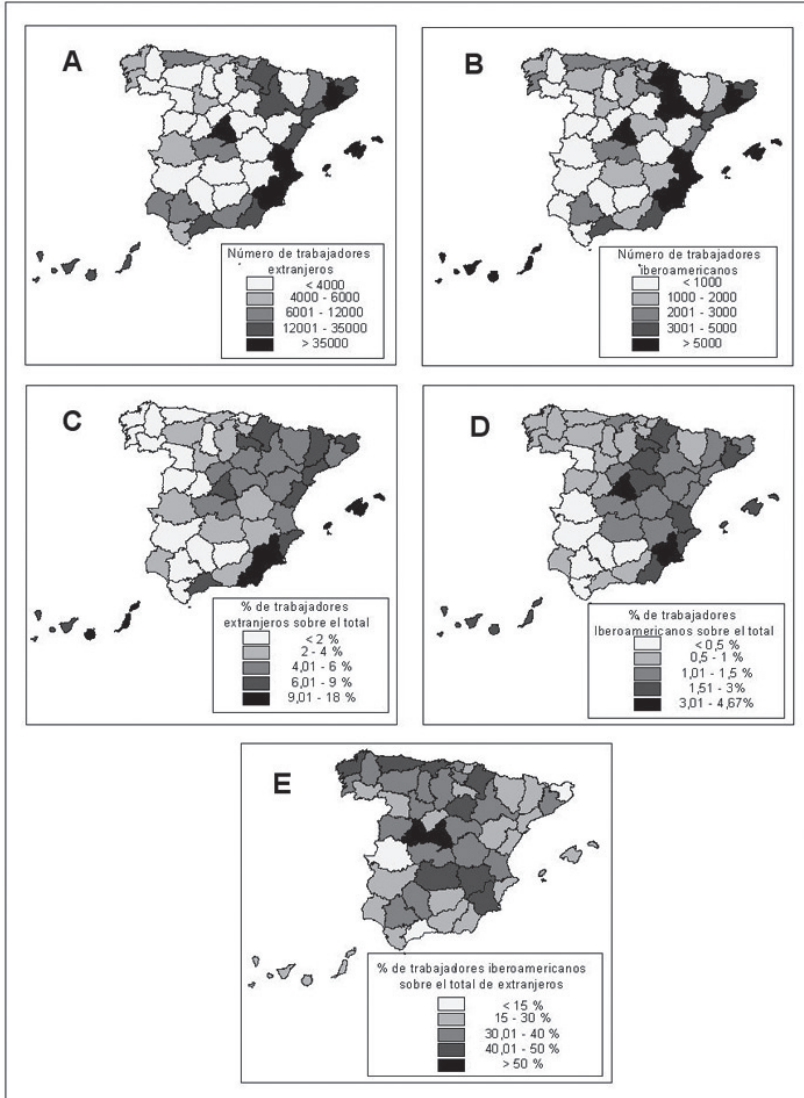 A
Número de trabajadores
extranjeros
< 4000
4000 - 6000
6001 - 12000
12001 - 35000
> 35000
B
Número de trabajadores
iberoamericanos
< 1000
1000 - 2000
2001 - 3000
3001 - 5000
> 5000
C
% de trabajadores
extranjeros sobre el total
< 2 %
2 - 4 %
4,01 - 6 %
6,01 - 9 %
9,01 - 18 %
D
% de trabajadores
Iberoamericanos sobre el total
< 0,5 %
0,5 - 1 %
1,01 - 1,5 %
1,51 - 3%
3,01 - 4,67%
E
% de trabajadores iberoamericanos
sobre el total de extranjeros
< 15 %
15 - 30 %
30,01 - 40 %
40,01 - 50 %
> 50 %